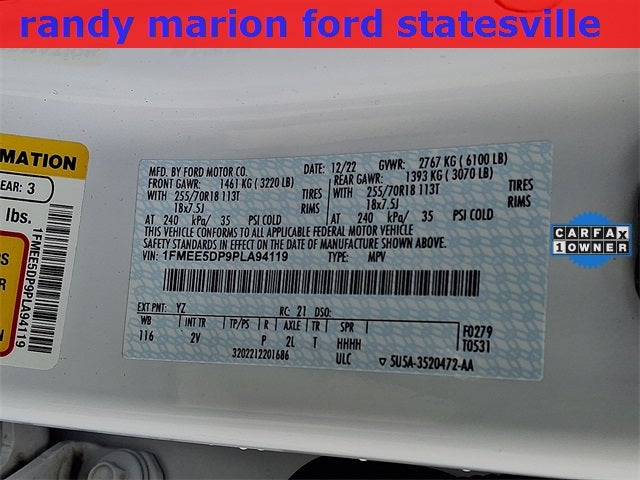 randy marion ford statesville
MATION
EAR: 3
lbs.
1FMEE5DP9PLA94119
MFD. BY FORD MOTOR CO.
DATE: 12/22 GVWR: 2767 KG ( 6100 LB)
FRONT GAWR: 1461 KG ( 3220 LB)
REAR GAWR: 1393 KG ( 3070 LB)
WITH 255/70R18 113T TIRES
WITH 255/70R18 113T TIRES
18x7.5J RIMS
18x7.5J RIMS
AT 240 kPa/ 35 PSI COLD
AT 240 kPa/ 35 PSI COLD
THIS VEHICLE CONFORMS TO ALL APPLICABLE FEDERAL MOTOR VEHICLE
SAFETY STANDARDS IN EFFECT ON THE DATE OF MANUFACTURE SHOWN ABOVE.
VIN: 1FMEE5DP9PLA94119 TYPE: MPV
EXT PNT: YZ RC: 21 DSO:
WB INT TR TP/PS R AXLE TR SPR
116 2V P 2L T HHHH
F0279
T0531
3202212201686 ULC
5USA-3520472-AA
CARFAX
1 OWNER